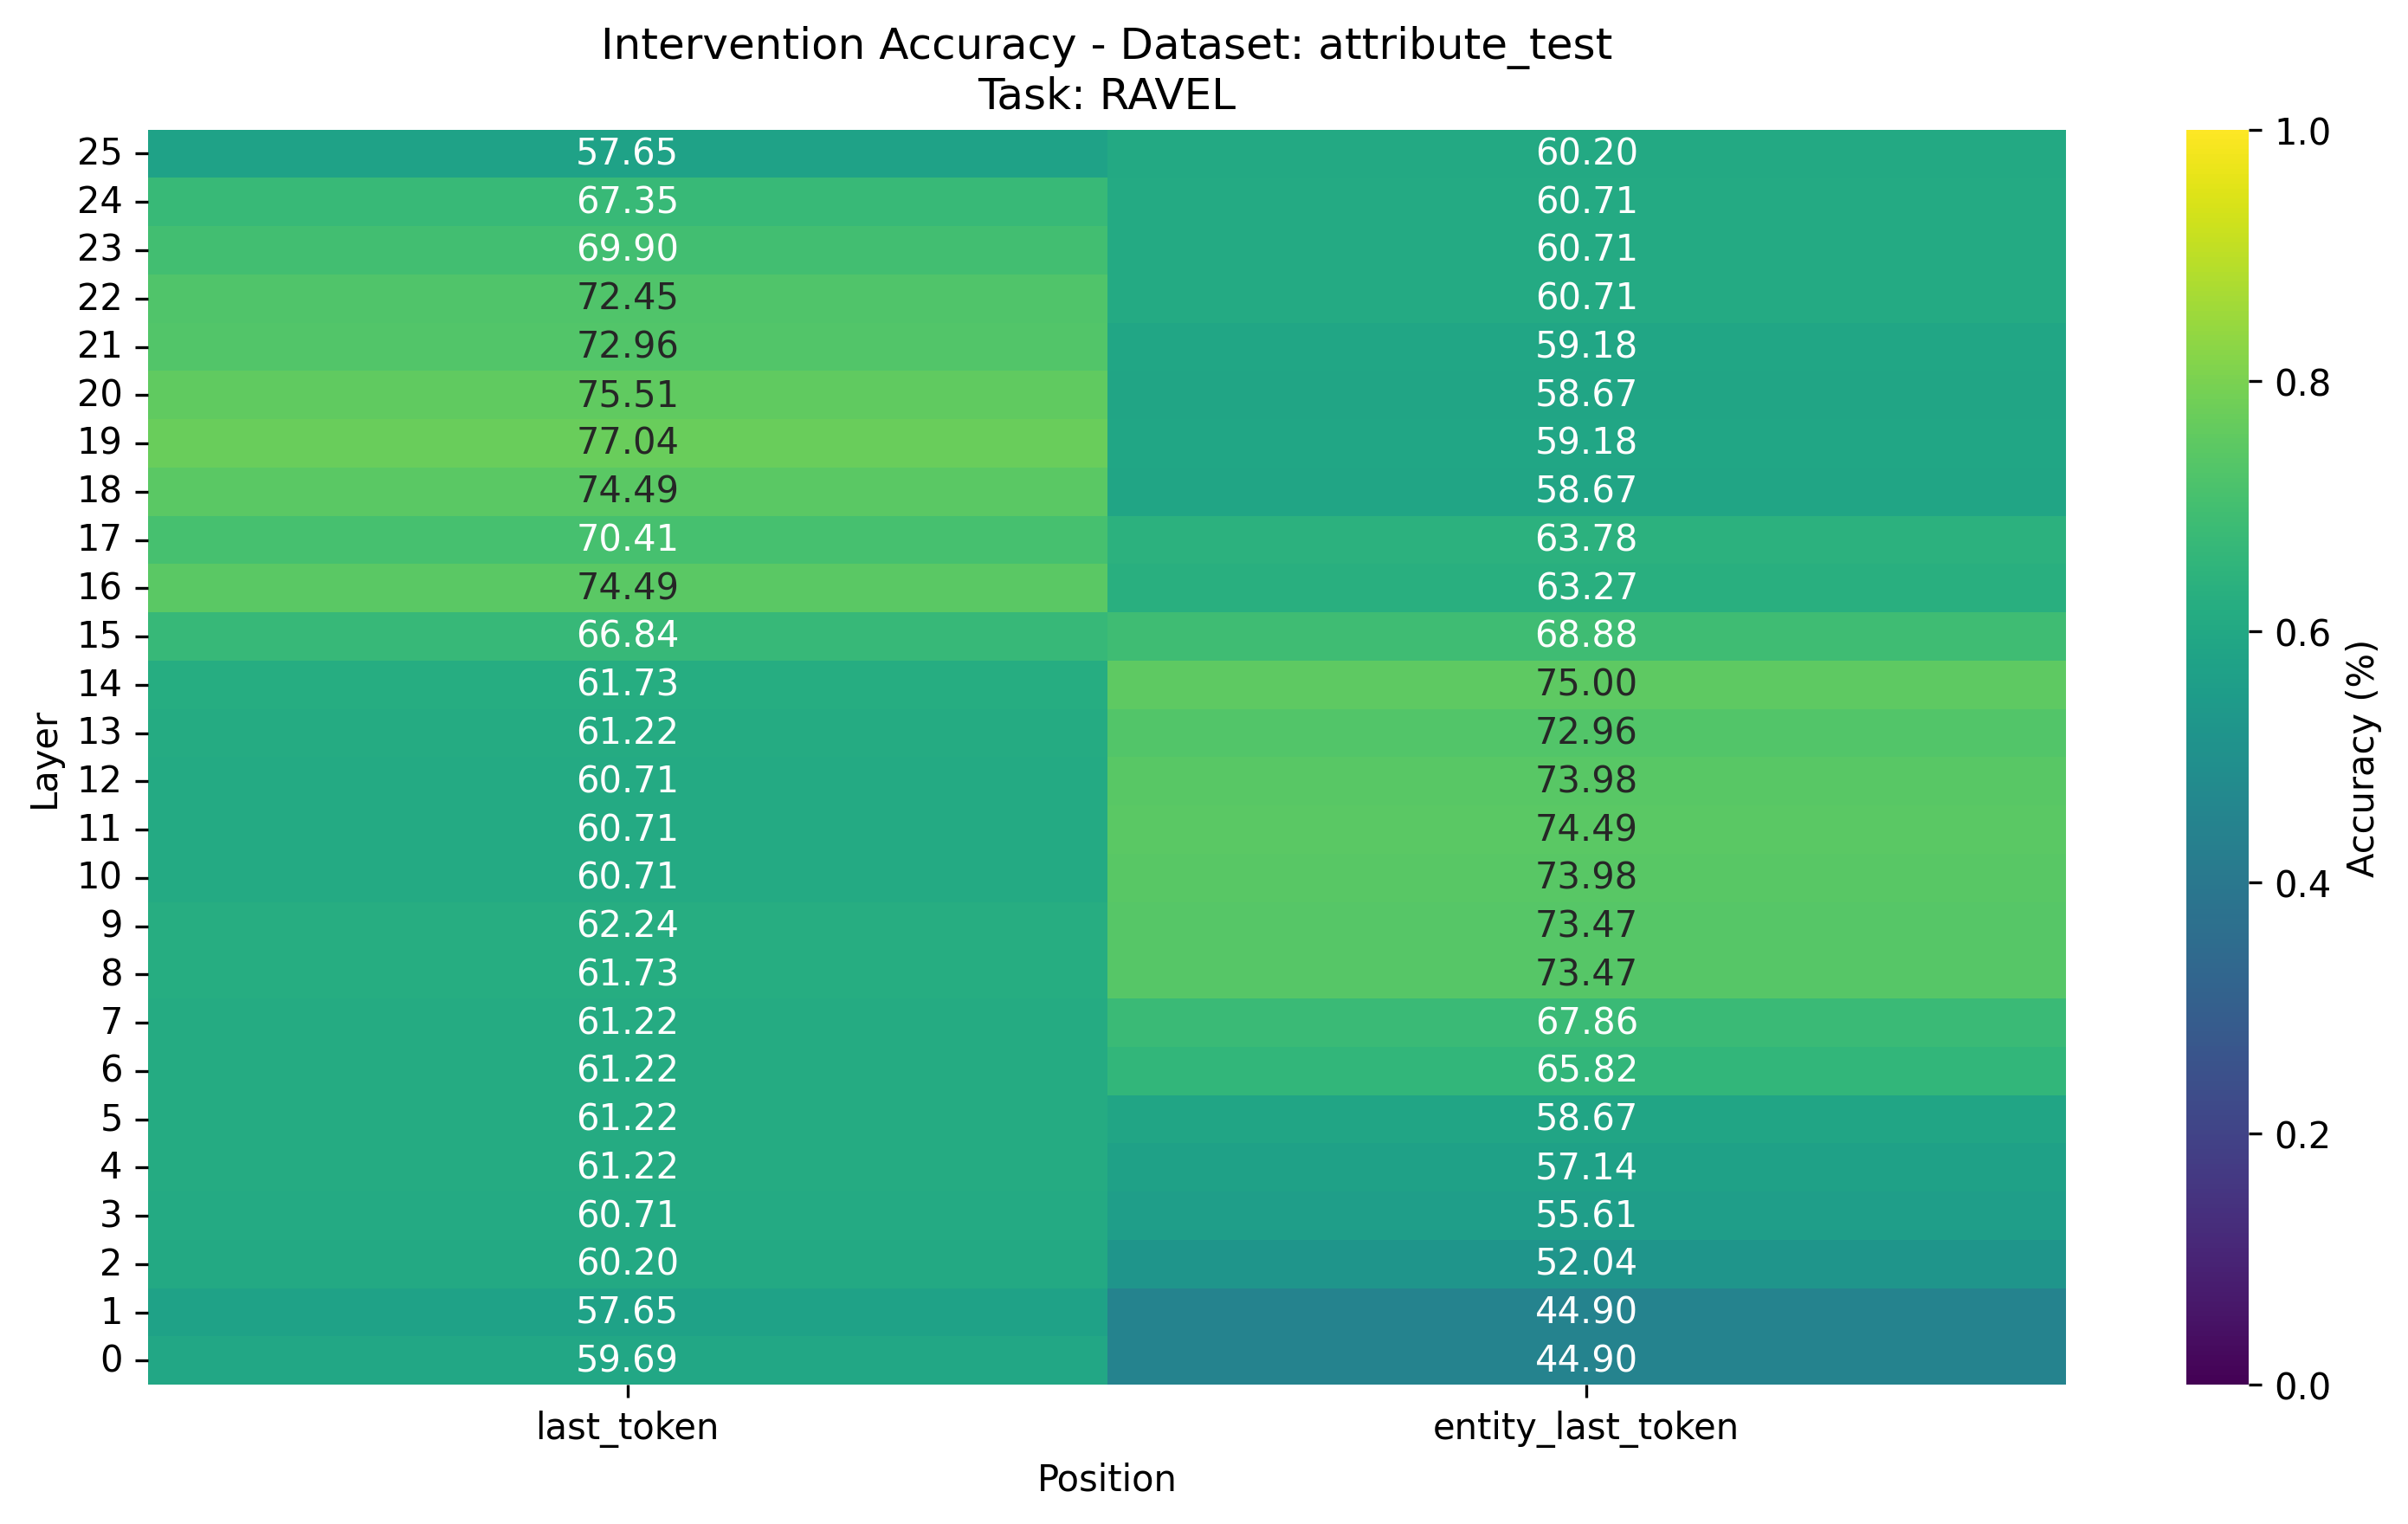 Intervention Accuracy - Dataset: attribute_test
Task: RAVEL
25 57.65 60.20
24 67.35 60.71
23 69.90 60.71
22 72.45 60.71
21 72.96 59.18
20 75.51 58.67
19 77.04 59.18
18 74.49 58.67
17 70.41 63.78
16 74.49 63.27
15 66.84 68.88
14 61.73 75.00
13 61.22 72.96
12 60.71 73.98
11 60.71 74.49
10 60.71 73.98
9 62.24 73.47
8 61.73 73.47
7 61.22 67.86
6 61.22 65.82
5 61.22 58.67
4 61.22 57.14
3 60.71 55.61
2 60.20 52.04
1 57.65 44.90
0 59.69 44.90
last_token entity_last_token
Position
Layer
1.0
0.8
0.6
0.4
0.2
0.0
Accuracy (%)